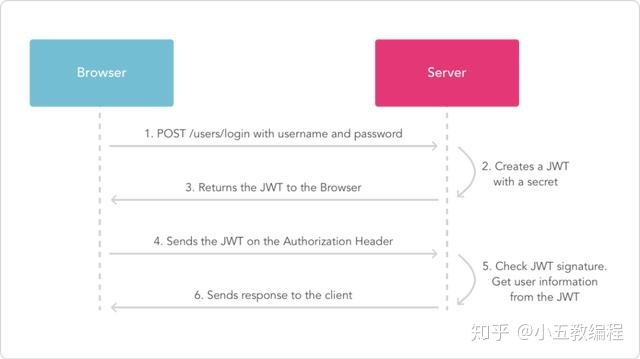 Browser
Server
1. POST /users/login with username and password
2. Creates a JWT
with a secret
3. Returns the JWT to the Browser
4. Sends the JWT on the Authorization Header
5. Check JWT signature.
Get user information
from the JWT
6. Sends response to the client
知乎 @小五教编程